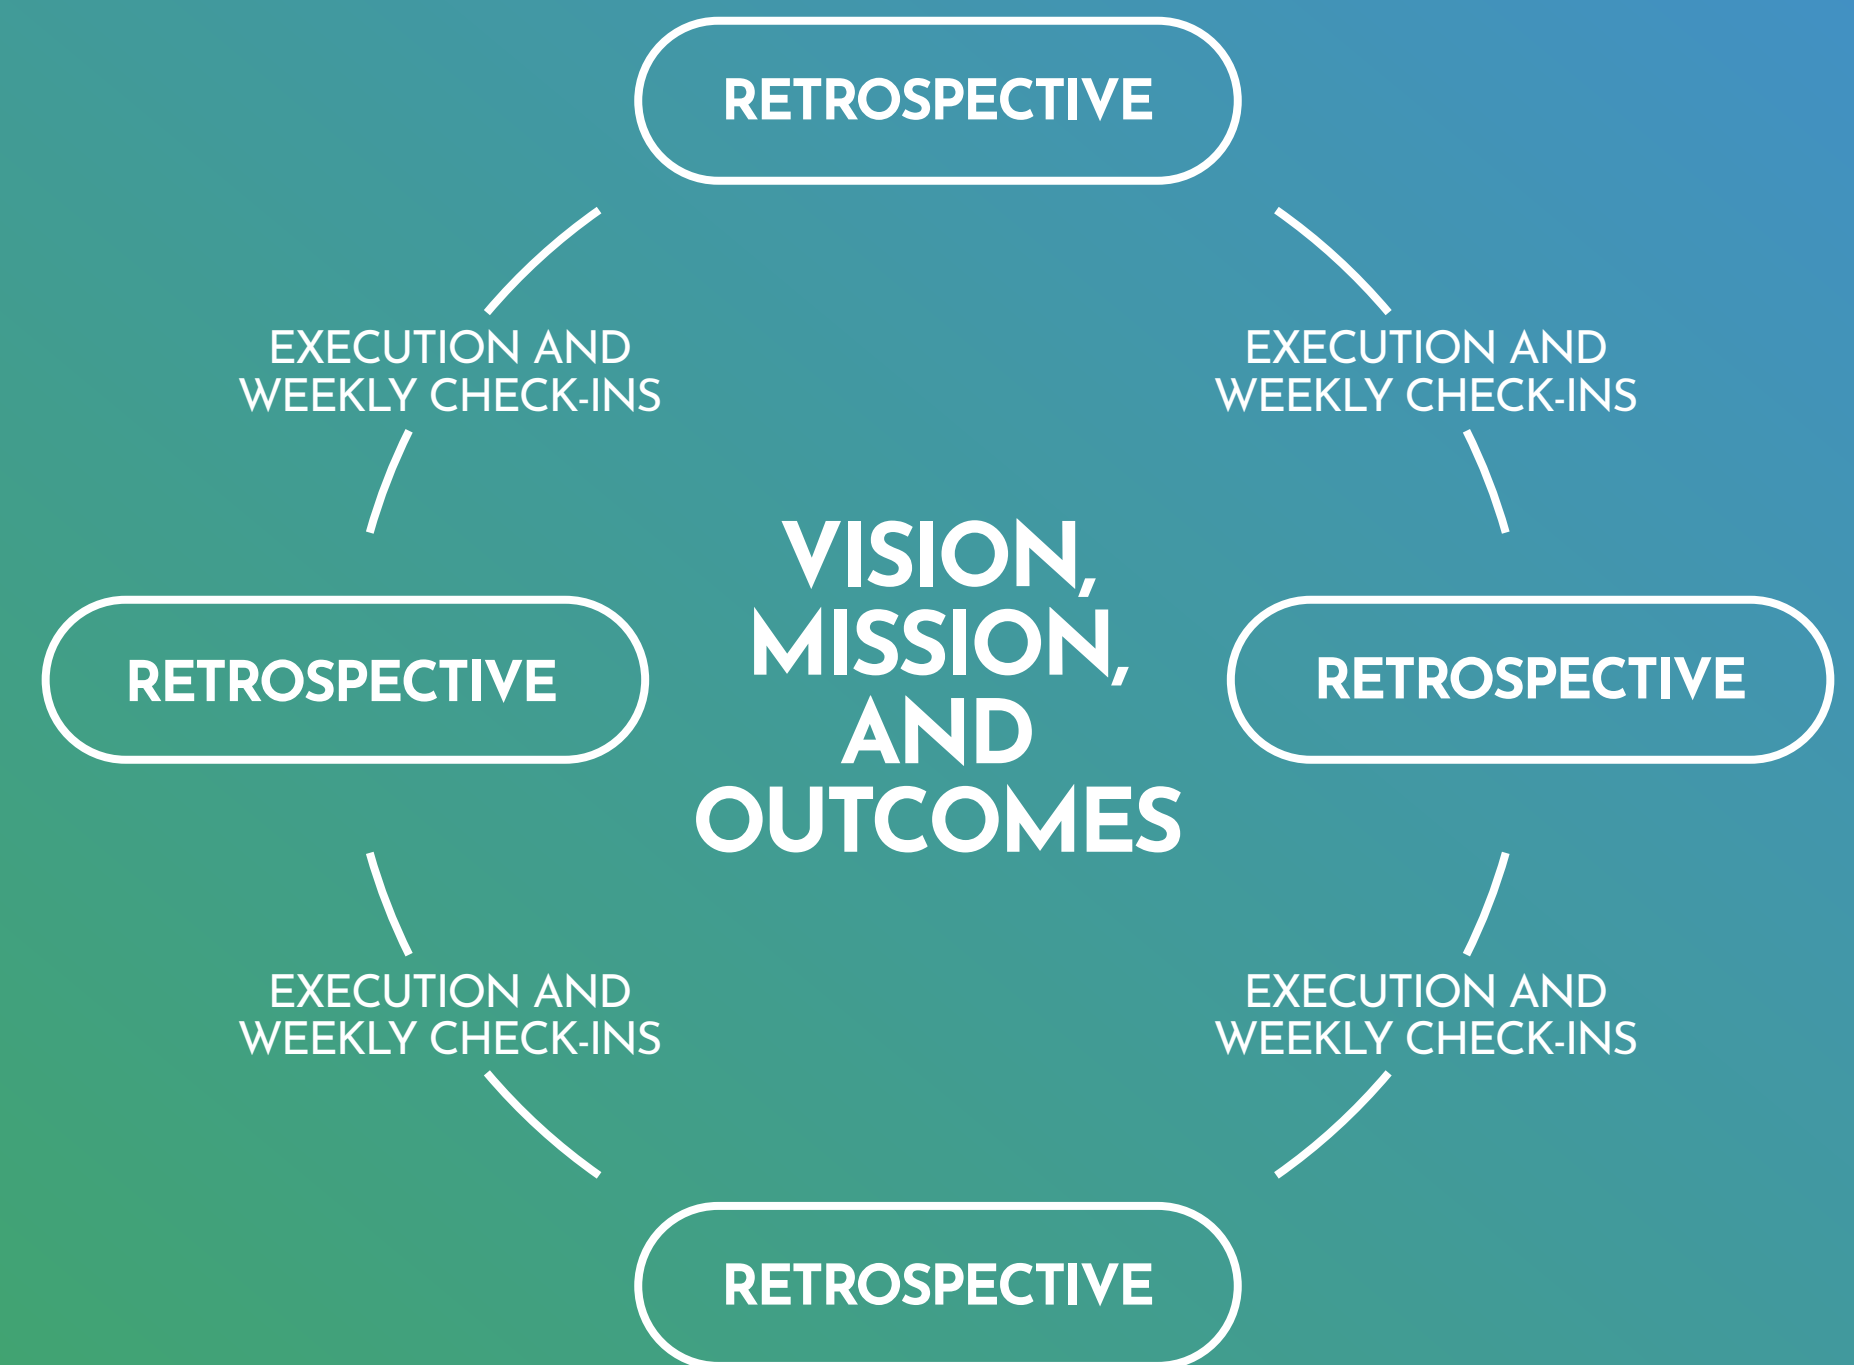 RETROSPECTIVE
EXECUTION AND
WEEKLY CHECK-INS
EXECUTION AND
WEEKLY CHECK-INS
VISION,
MISSION,
AND
OUTCOMES
RETROSPECTIVE
RETROSPECTIVE
EXECUTION AND
WEEKLY CHECK-INS
EXECUTION AND
WEEKLY CHECK-INS
RETROSPECTIVE